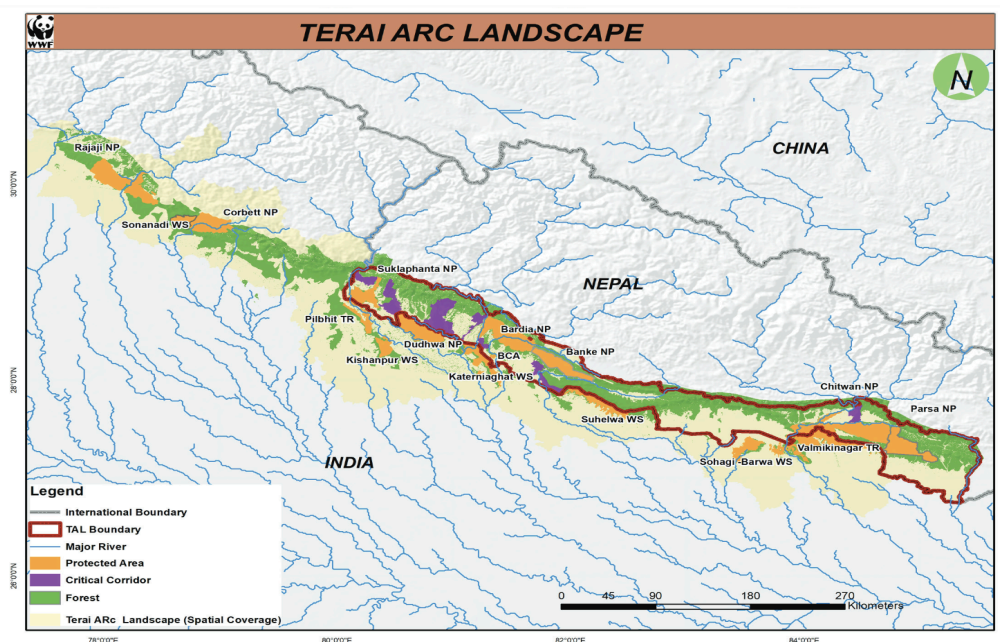 WWF
TERAI ARC LANDSCAPE
N
CHINA
Rajaji NP
30°0'0"N
Corbett NP
Sonanadi WS
Suklaphanta NP
NEPAL
Pilbhit TR
Bardia NP
Dudhwa NP
Banke NP
BCA
Kishanpur WS
Katerniaghat WS
28°0'0"N
Chitwan NP
Parsa NP
Suhelwa WS
Valmikinagar TR
Sohagi -Barwa WS
INDIA
Legend
International Boundary
TAL Boundary
Major River
Protected Area
Critical Corridor
Forest
Terai ARc Landscape (Spatial Coverage)
26°0'0"N
0 45 90 180 270
Kilometers
78°0'0"E 80°0'0"E 82°0'0"E 84°0'0"E